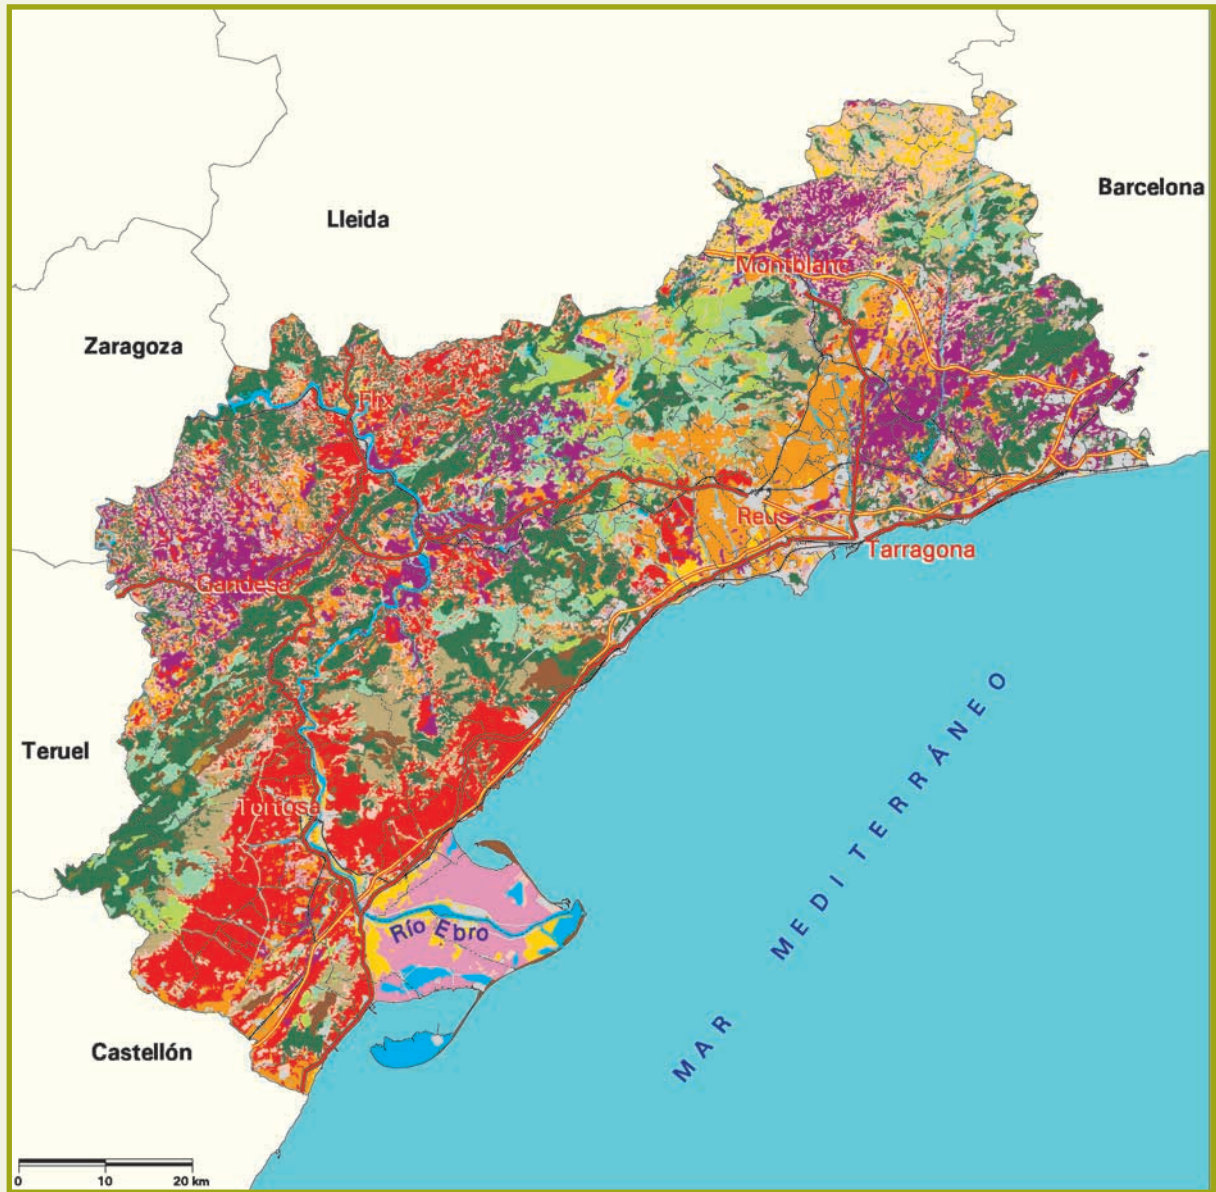 Barcelona
Lleida
Montblanc
Zaragoza
Flix
Reus
Tarragona
Gandesa
Teruel
Tortosa
Río Ebro
MAR MEDITERRÁNEO
Castellón
0 10 20 km